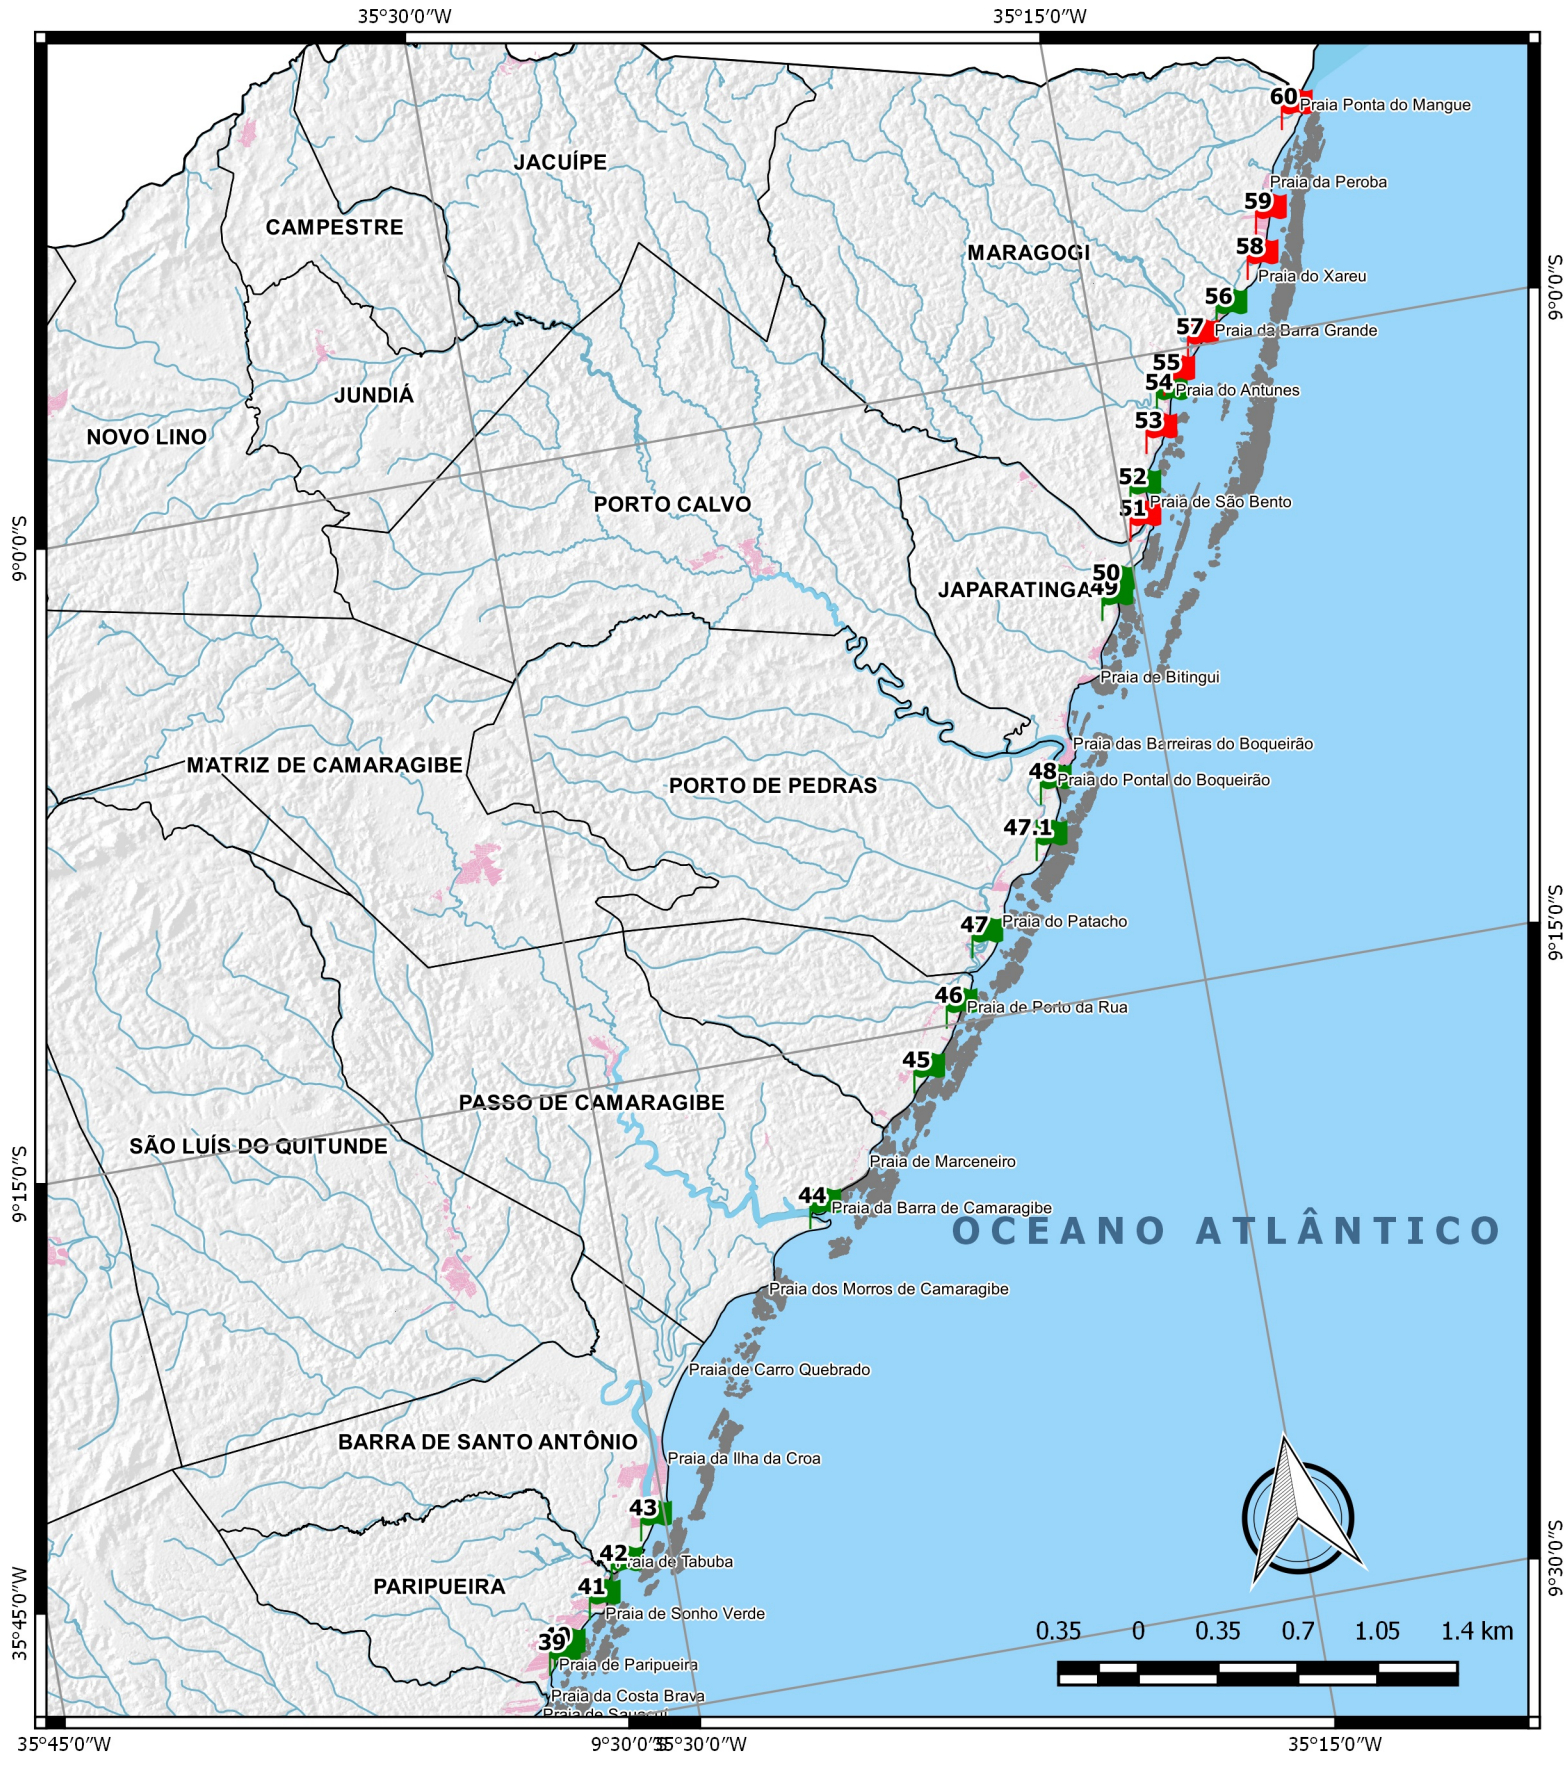 35°30'0"W
35°15'0"W
60
Praia Ponta do Mangue
JACUÍPE
Praia da Peroba
59
CAMPESTRE
58
MARAGOGI
Praia do Xareu
9°0'0"S
56
57
Praia da Barra Grande
55
54
Praia do Antunes
JUNDIÁ
53
NOVO LINO
52
PORTO CALVO
Praia de São Bento
51
9°0'0"S
50
JAPARATINGA
49
Praia de Bitingui
Praia das Barreiras do Boqueirão
MATRIZ DE CAMARAGIBE
48
Praia do Pontal do Boqueirão
PORTO DE PEDRAS
47.1
47
Praia do Patacho
9°15'0"S
46
Praia de Porto da Rua
45
PASSO DE CAMARAGIBE
SÃO LUÍS DO QUITUNDE
Praia de Marceneiro
9°15'0"S
44
Praia da Barra de Camaragibe
OCEANO ATLÂNTICO
Praia dos Morros de Camaragibe
Praia de Carro Quebrado
BARRA DE SANTO ANTÔNIO
Praia da Ilha da Croa
43
42
Praia de Tabuba
9°30'0"S
PARIPUEIRA
41
Praia de Sonho Verde
35°45'0"W
0.35 0 0.35 0.7 1.05 1.4 km
40
39
Praia de Paripueira
Praia da Costa Brava
Praia de Sauaçui
35°45'0"W
9°30'0"S
35°30'0"W
35°15'0"W